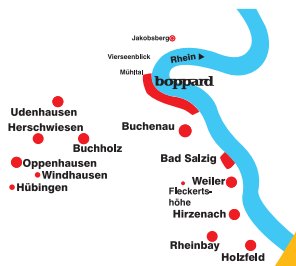 Jakobsberg
Rhein
Vierseenblick
Mühltal
boppard
Udenhausen
Herschwiesen
Buchenau
Buchholz
Bad Salzig
Oppenhausen
Windhausen
Weiler
Hübingen
Fleckerts-
höhe
Hirzenach
Rheinbay
Holzfeld